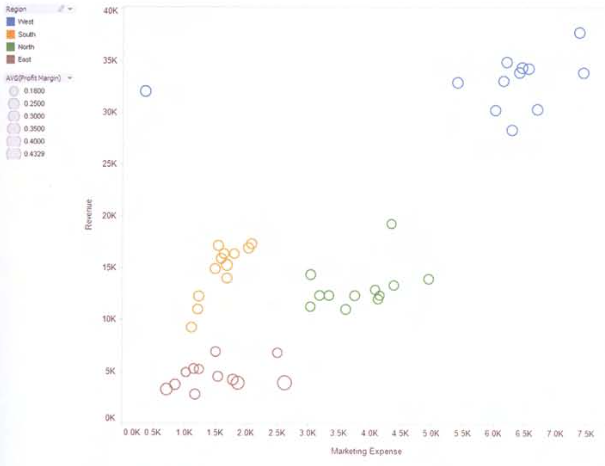 Region
West
South
North
East
AVG(Profit Margin)
0.1800
0.2500
0.3000
0.3500
0.4000
0.4329
40K
35K
30K
25K
20K
15K
10K
5K
0K
Revenue
0.0K 0.5K 1.0K 1.5K 2.0K 2.5K 3.0K 3.5K 4.0K 4.5K 5.0K 5.5K 6.0K 6.5K 7.0K 7.5K
Marketing Expense